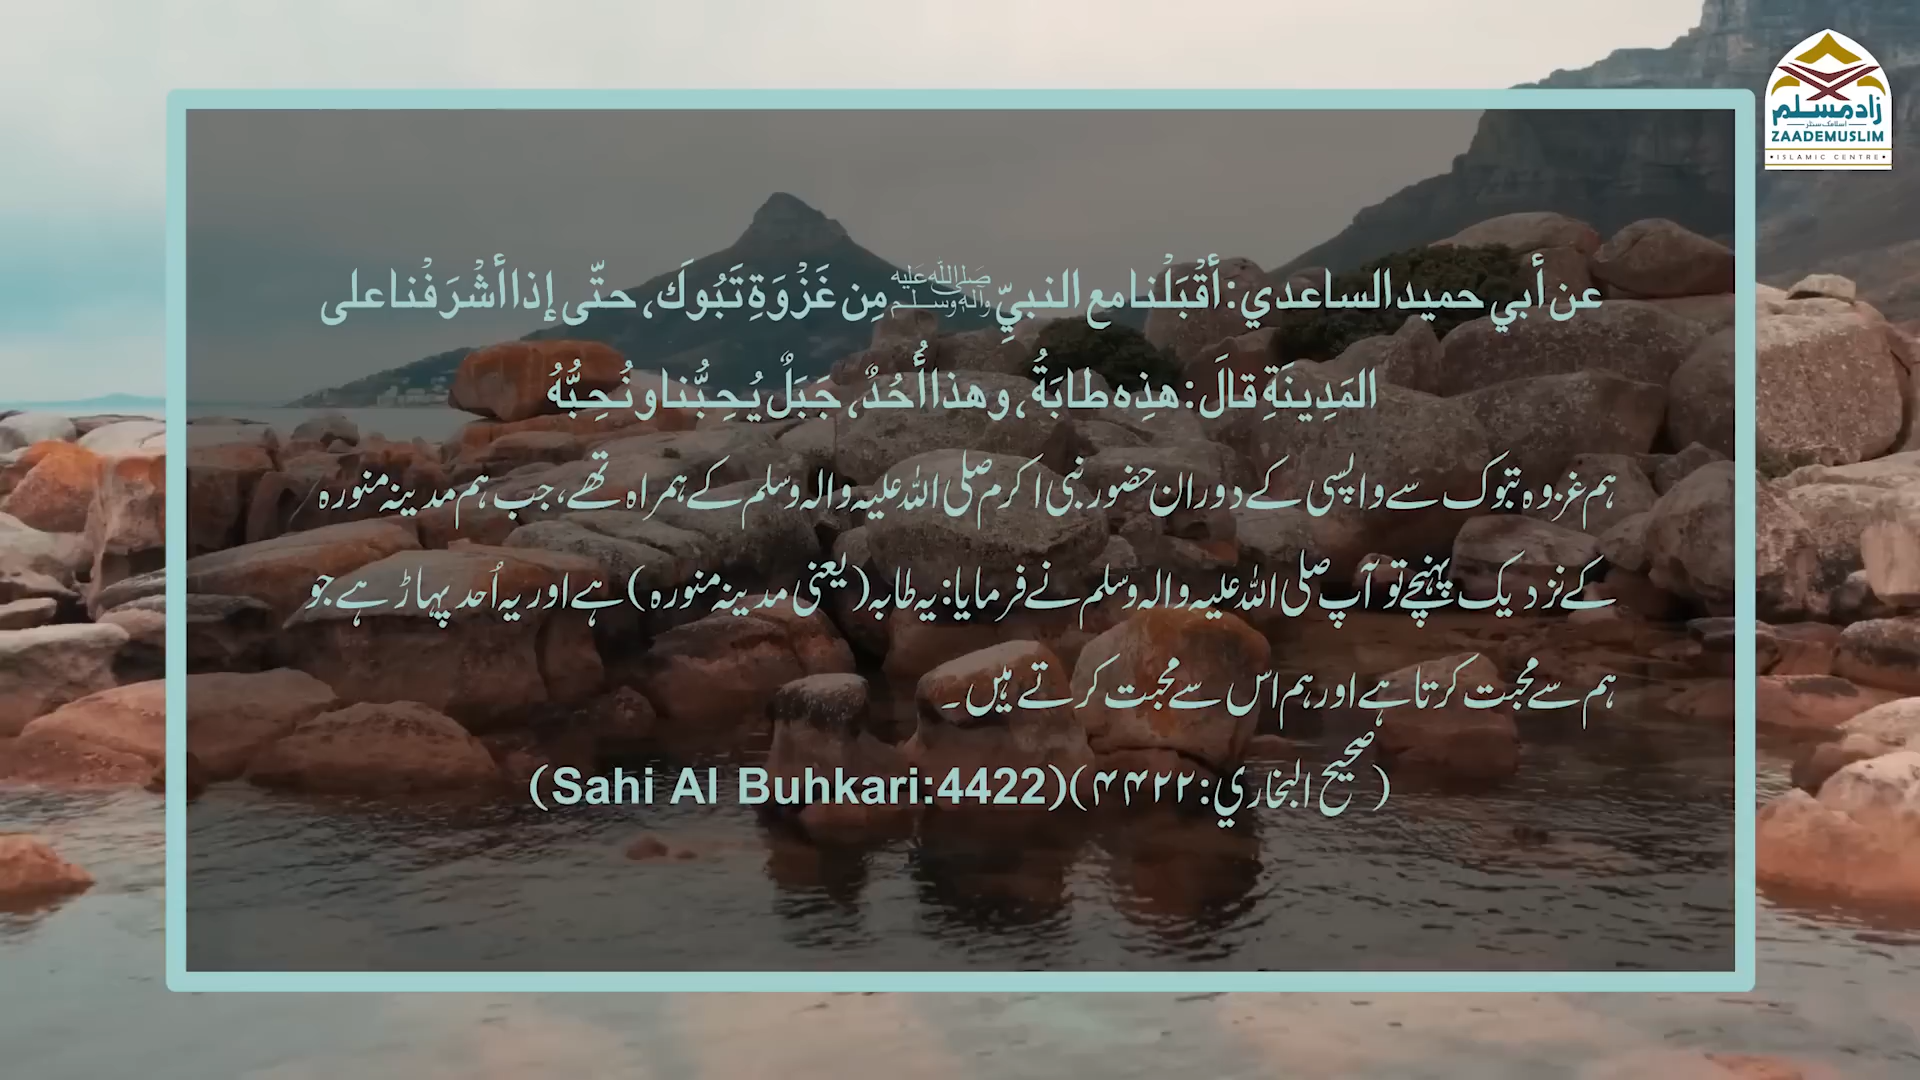 زاد مسلم
اسلامک سنٹر
ZAADEMUSLIM
• ISLAMIC CENTRE •
عن أبي حميد الساعدي: أقْبَلْنا مع النبيِّ ﷺ مِن غَزْوَةِ تَبُوكَ، حتّى إذا أشْرَفْنا على
المَدِينَةِ قالَ: هذِه طابَةُ، وهذا أُحُدٌ، جَبَلٌ يُحِبُّنا ونُحِبُّهُ
ہم غزوہ تبوک سے واپسی کے دوران حضور نبی اکرم صلی اللہ علیہ والہ وسلم کے ہمراہ تھے، جب ہم مدینہ منورہ
کے نزدیک پہنچے تو آپ صلی اللہ علیہ والہ وسلم نے فرمایا: یہ طابہ (یعنی مدینہ منورہ) ہے اور یہ اُحد پہاڑ ہے جو
ہم سے محبت کرتا ہے اور ہم اس سے محبت کرتے ہیں۔
(صحيح البخاري: ۴۴۲۲)(Sahi Al Buhkari:4422)